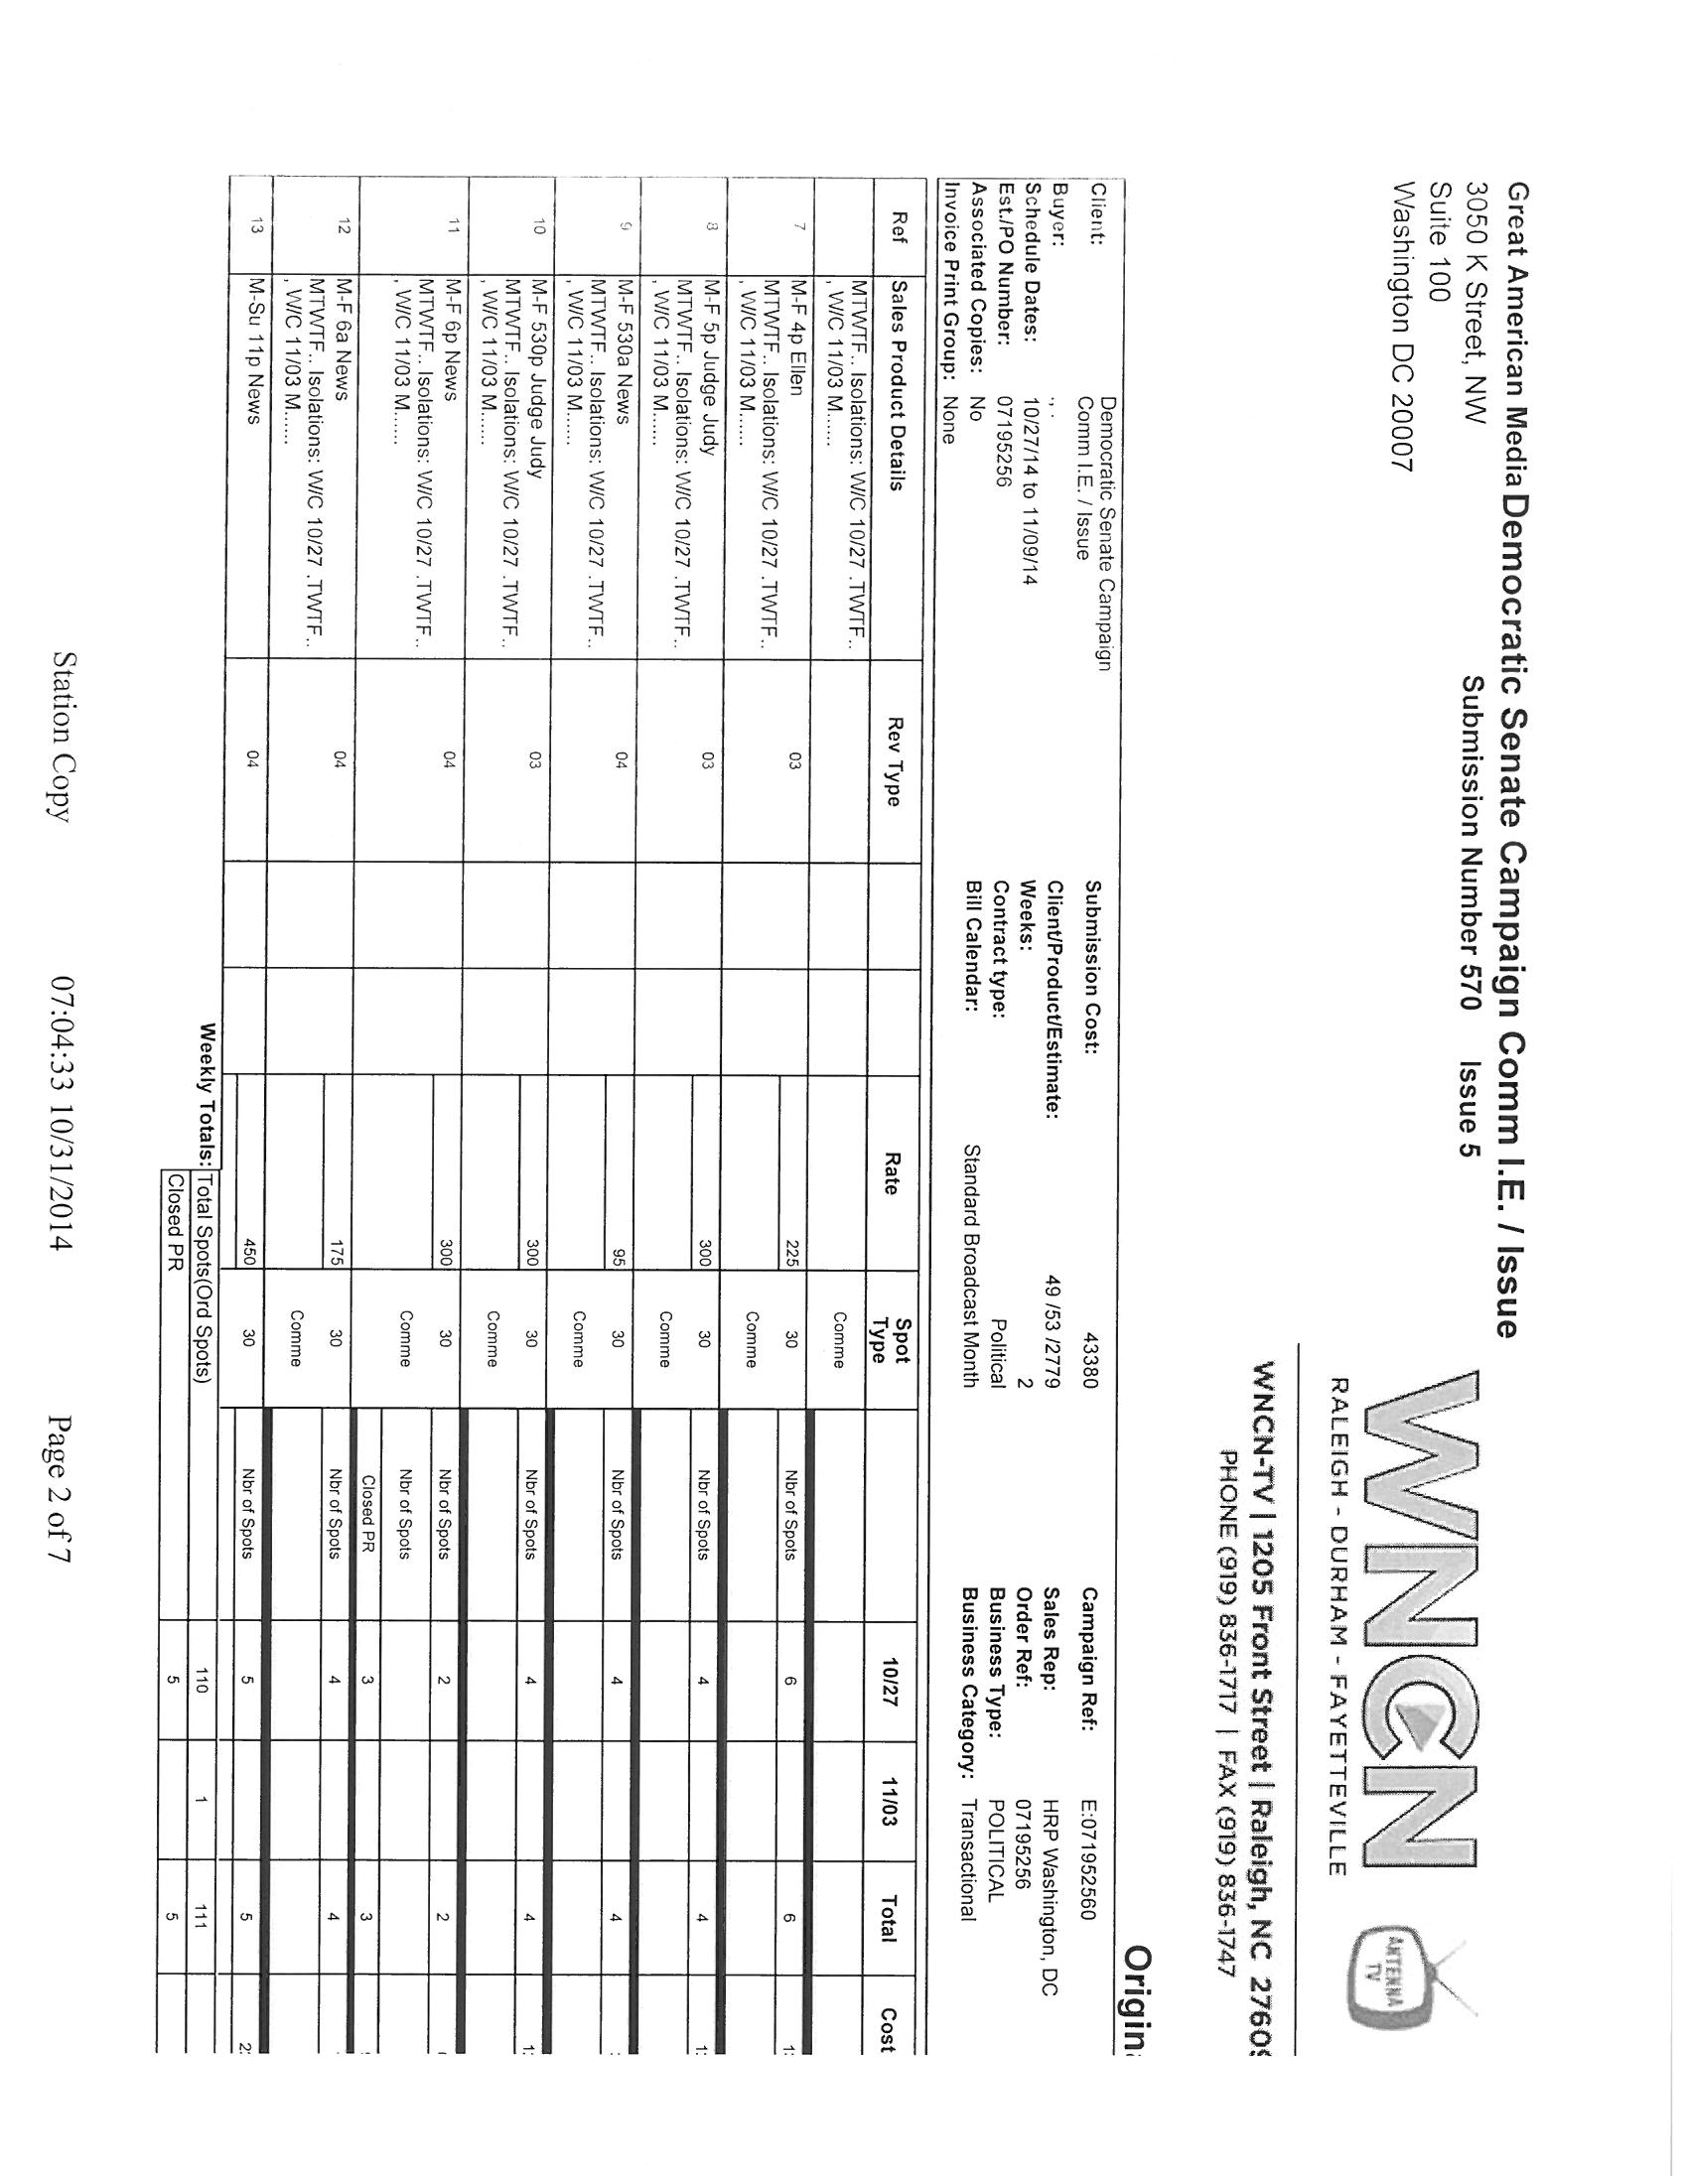 Great American Media Democratic Senate Campaign Comm I.E. / Issue
3050 K Street, NW
Suite 100
Washington DC 20007
Submission Number 570 Issue 5
WNCN
RALEIGH - DURHAM - FAYETTEVILLE
ANTENNA TV
WNCN-TV | 1205 Front Street | Raleigh, NC 2760
PHONE (919) 836-1717 | FAX (919) 836-1747
Origin
Client: Democratic Senate Campaign Comm I.E. / Issue
Buyer: , .
Schedule Dates: 10/27/14 to 11/09/14
Est./PO Number: 07195256
Associated Copies: No
Invoice Print Group: None
Submission Cost: 43380
Client/Product/Estimate: 49 /53 /2779
Weeks: 2
Contract type: Political
Bill Calendar: Standard Broadcast Month
Campaign Ref: E:071952560
Sales Rep: HRP Washington, DC
Order Ref: 07195256
Business Type: POLITICAL
Business Category: Transactional
Ref Sales Product Details Rev Type Rate Spot Type 10/27 11/03 Total Cost
MTWTF.. Isolations: W/C 10/27 .TWTF.. Comme
, W/C 11/03 M......
7 M-F 4p Ellen 03 225 30 Nbr of Spots 6 6 1
MTWTF.. Isolations: W/C 10/27 .TWTF.. Comme
, W/C 11/03 M......
8 M-F 5p Judge Judy 03 300 30 Nbr of Spots 4 4 1
MTWTF.. Isolations: W/C 10/27 .TWTF.. Comme
, W/C 11/03 M......
9 M-F 530a News 04 95 30 Nbr of Spots 4 4
MTWTF.. Isolations: W/C 10/27 .TWTF.. Comme
, W/C 11/03 M......
10 M-F 530p Judge Judy 03 300 30 Nbr of Spots 4 4 1
MTWTF.. Isolations: W/C 10/27 .TWTF.. Comme
, W/C 11/03 M......
11 M-F 6p News 04 300 30 Nbr of Spots 2 2
MTWTF.. Isolations: W/C 10/27 .TWTF.. Comme Nbr of Spots
, W/C 11/03 M......
Closed PR 3 3
12 M-F 6a News 04 175 30 Nbr of Spots 4 4
MTWTF.. Isolations: W/C 10/27 .TWTF.. Comme
, W/C 11/03 M......
13 M-Su 11p News 04 450 30 Nbr of Spots 5 5 2
Weekly Totals: Total Spots(Ord Spots) 110 1 111
Closed PR 5 5
Station Copy 07:04:33 10/31/2014 Page 2 of 7